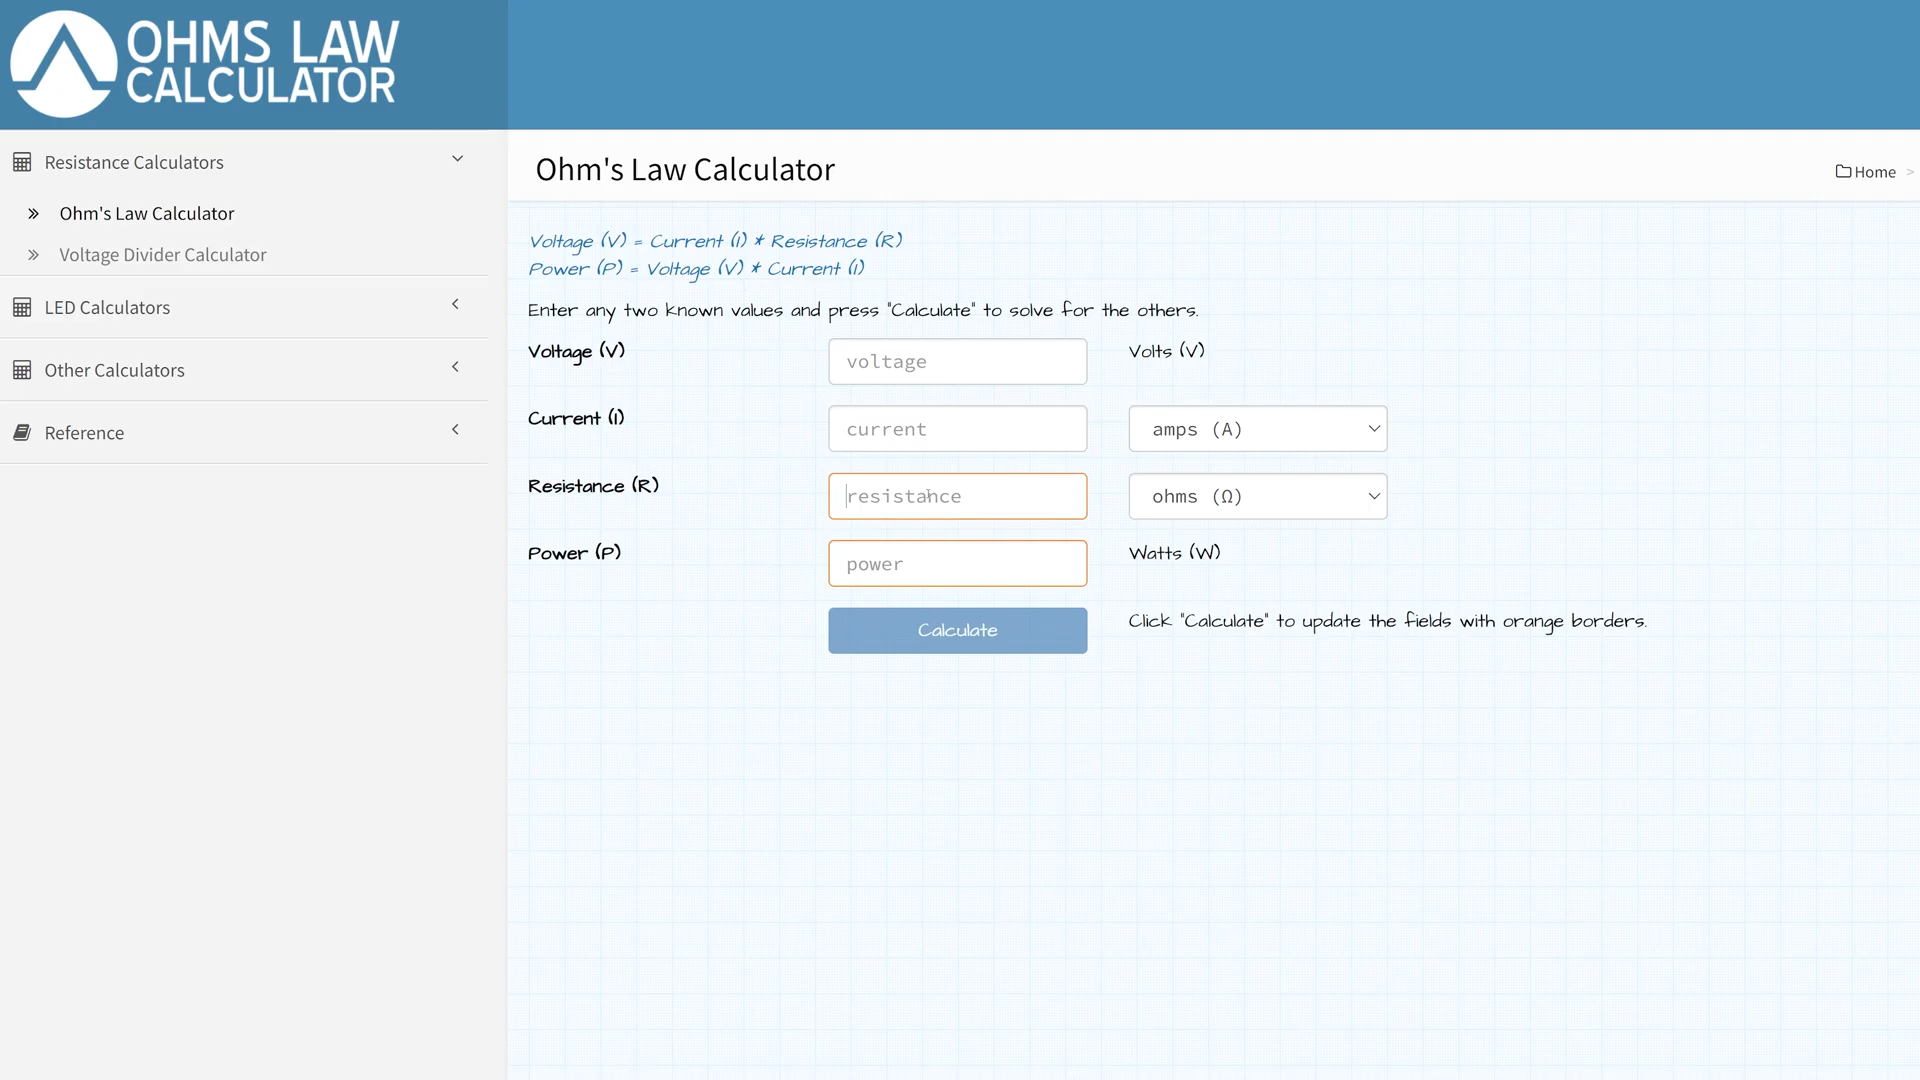 OHMS LAW
CALCULATOR
Resistance Calculators
Ohm's Law Calculator
Voltage Divider Calculator
LED Calculators
Other Calculators
Reference
Ohm's Law Calculator
Home >
Voltage (V) = Current (I) * Resistance (R)
Power (P) = Voltage (V) * Current (I)
Enter any two known values and press "Calculate" to solve for the others.
Voltage (V) voltage Volts (V)
Current (I) current amps (A)
Resistance (R) resistance ohms (Ω)
Power (P) power Watts (W)
Calculate Click "Calculate" to update the fields with orange borders.